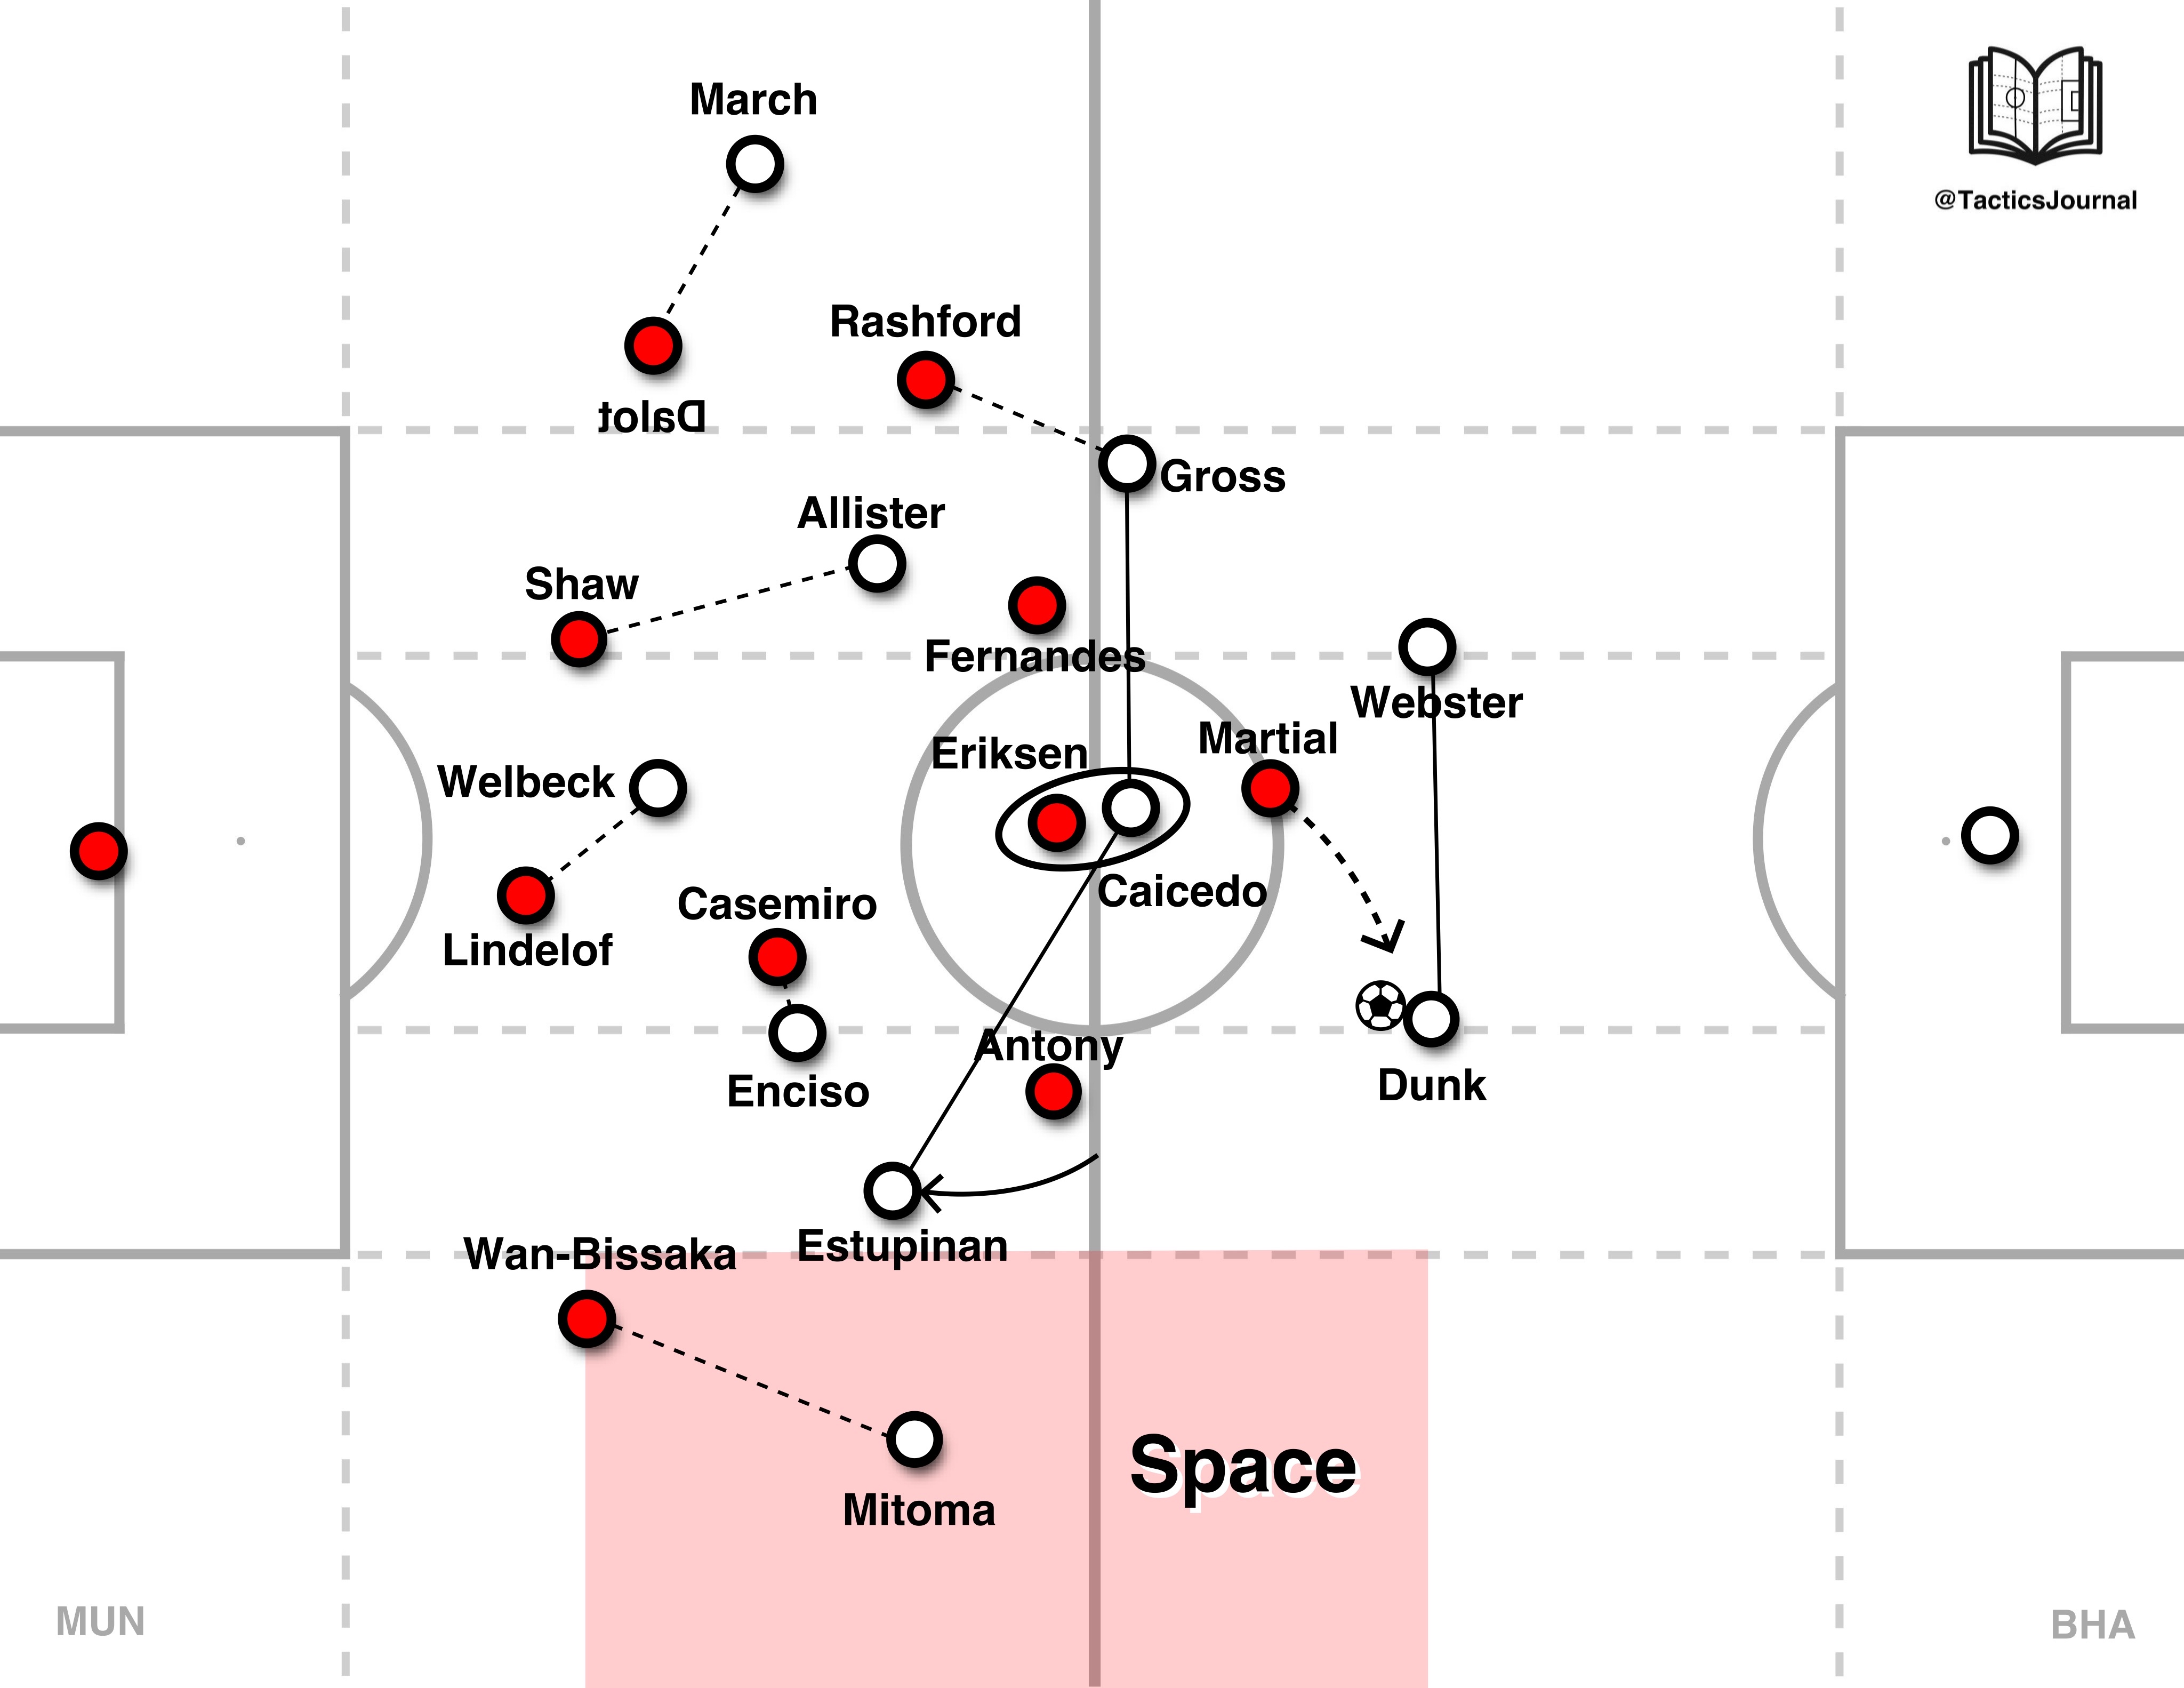 March
@TacticsJournal
Rashford
Dalot
Gross
Allister
Shaw
Fernandes
Webster
Martial
Eriksen
Welbeck
Caicedo
Casemiro
Lindelof
Antony
Enciso
Dunk
Estupinan
Wan-Bissaka
Space
Mitoma
MUN
BHA